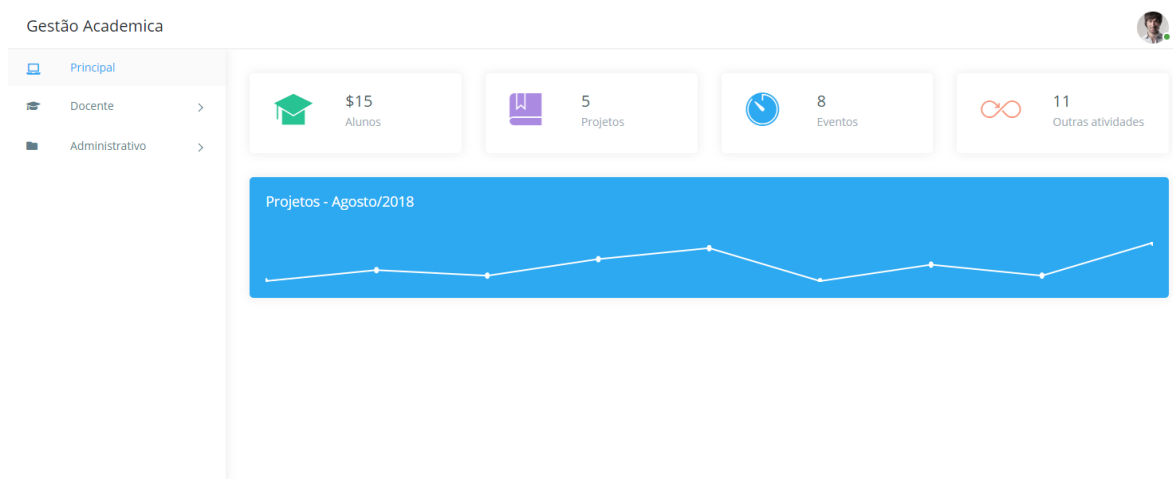 Gestão Academica
Principal
Docente
Administrativo
$15
Alunos
5
Projetos
8
Eventos
11
Outras atividades
Projetos - Agosto/2018